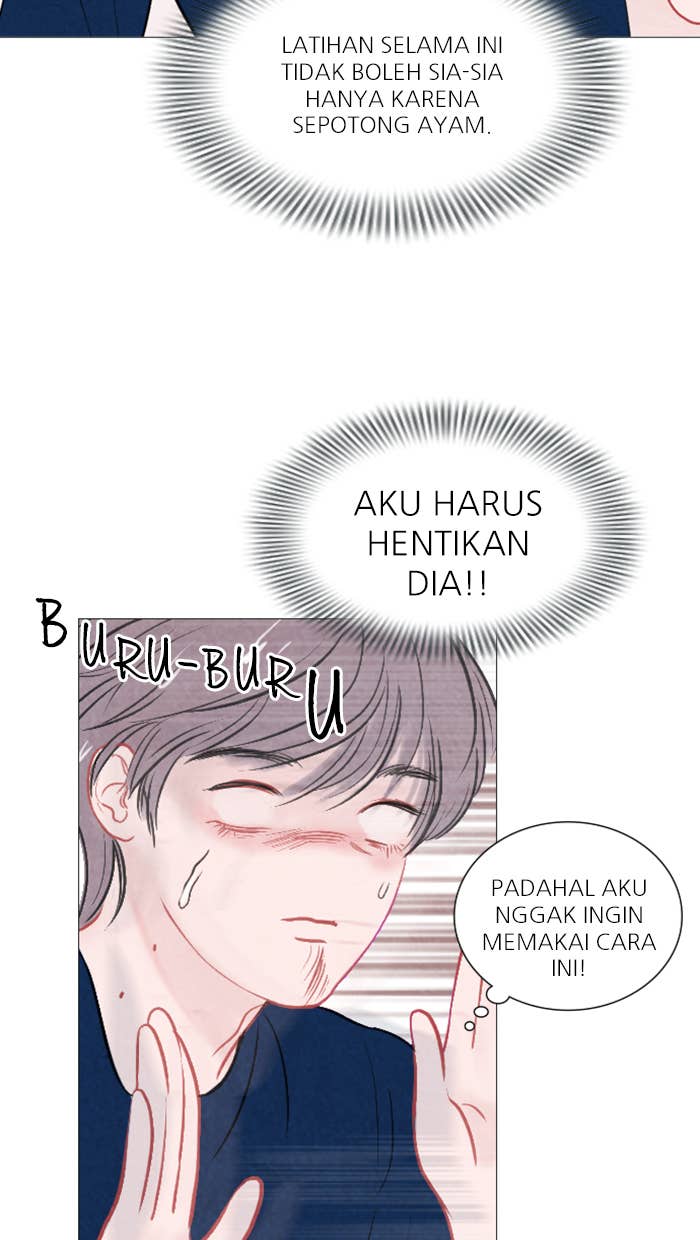 LATIHAN SELAMA INI
TIDAK BOLEH SIA-SIA
HANYA KARENA
SEPOTONG AYAM.
AKU HARUS
HENTIKAN
DIA!!
BURU-BURU
PADAHAL AKU
NGGAK INGIN
MEMAKAI CARA
INI!